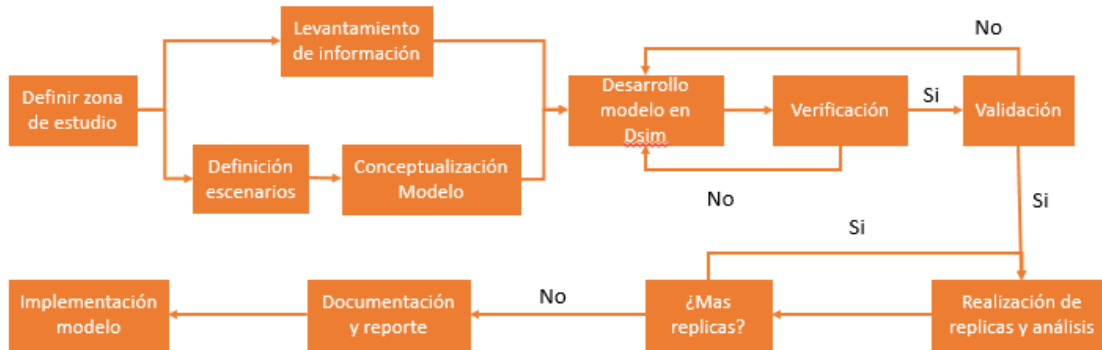 Definir zona
de estudio
Levantamiento
de información
Definición
escenarios
Conceptualización
Modelo
Desarrollo
modelo en
Dsim
Verificación
Validación
No
Si
No
Si
Si
Realización de
replicas y análisis
¿Mas
replicas?
No
Documentación
y reporte
Implementación
modelo